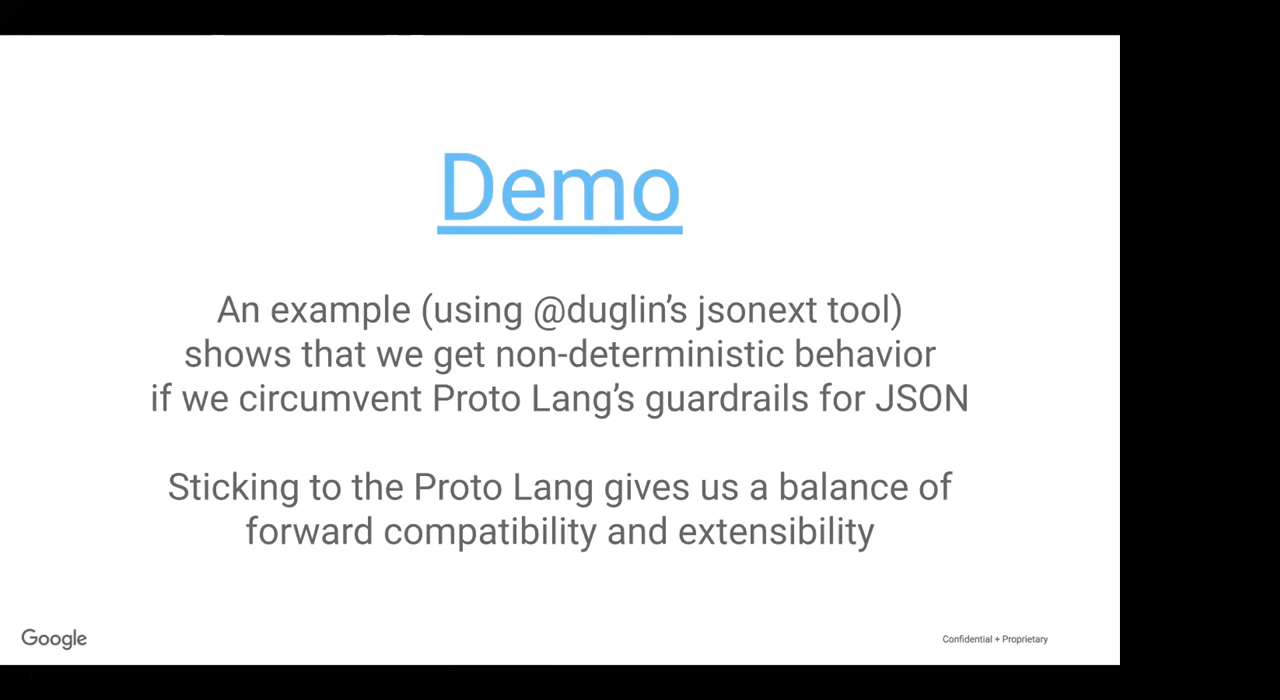 Demo
An example (using @duglin's jsonext tool)
shows that we get non-deterministic behavior
if we circumvent Proto Lang's guardrails for JSON
Sticking to the Proto Lang gives us a balance of
forward compatibility and extensibility
Google
Confidential + Proprietary